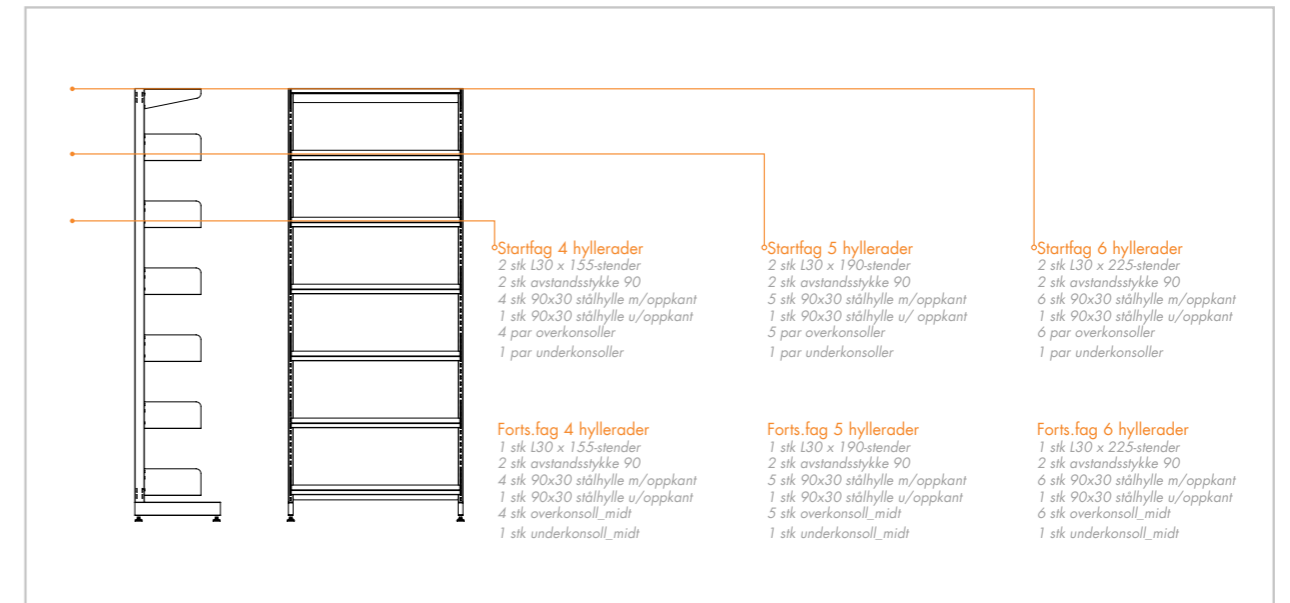 Startfag 4 hyllerader
2 stk L30 x 155-stender
2 stk avstandsstykke 90
4 stk 90x30 stålhylle m/oppkant
1 stk 90x30 stålhylle u/oppkant
4 par overkonsoller
1 par underkonsoller
Startfag 5 hyllerader
2 stk L30 x 190-stender
2 stk avstandsstykke 90
5 stk 90x30 stålhylle m/oppkant
1 stk 90x30 stålhylle u/ oppkant
5 par overkonsoller
1 par underkonsoller
Startfag 6 hyllerader
2 stk L30 x 225-stender
2 stk avstandsstykke 90
6 stk 90x30 stålhylle m/oppkant
1 stk 90x30 stålhylle u/oppkant
6 par overkonsoller
1 par underkonsoller
Forts.fag 4 hyllerader
1 stk L30 x 155-stender
2 stk avstandsstykke 90
4 stk 90x30 stålhylle m/oppkant
1 stk 90x30 stålhylle u/oppkant
4 stk overkonsoll_midt
1 stk underkonsoll_midt
Forts.fag 5 hyllerader
1 stk L30 x 190-stender
2 stk avstandsstykke 90
5 stk 90x30 stålhylle m/oppkant
1 stk 90x30 stålhylle u/oppkant
5 stk overkonsoll_midt
1 stk underkonsoll_midt
Forts.fag 6 hyllerader
1 stk L30 x 225-stender
2 stk avstandsstykke 90
6 stk 90x30 stålhylle m/oppkant
1 stk 90x30 stålhylle u/oppkant
6 stk overkonsoll_midt
1 stk underkonsoll_midt